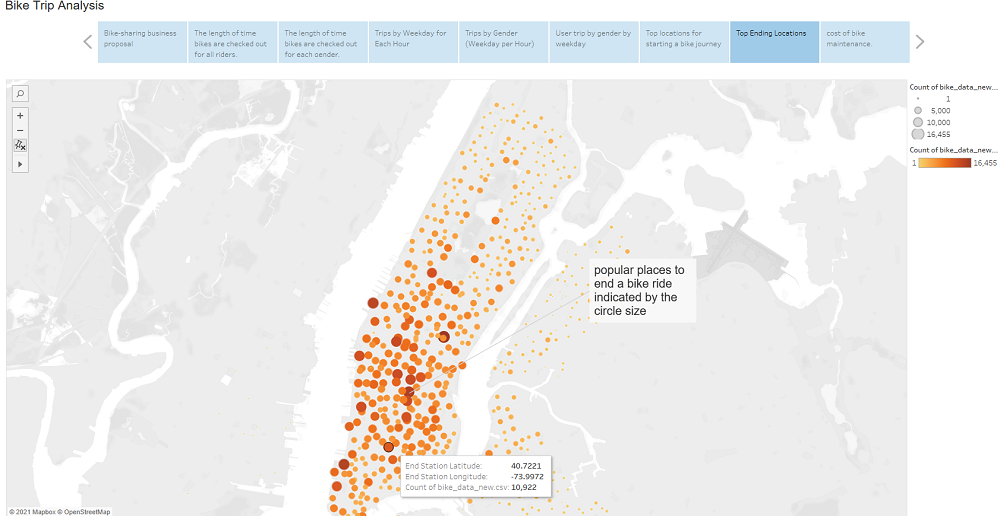 Bike Trip Analysis
Bike-sharing business
proposal
The length of time
bikes are checked out
for all riders.
The length of time
bikes are checked out
for each gender.
Trips by Weekday for
Each Hour
Trips by Gender
(Weekday per Hour)
User trip by gender by
weekday
Top locations for
starting a bike journey
Top Ending Locations
cost of bike
maintenance.
Count of bike_data_new...
1
5,000
10,000
16,455
Count of bike_data_new...
1 16,455
popular places to
end a bike ride
indicated by the
circle size
End Station Latitude: 40.7221
End Station Longitude: -73.9972
Count of bike_data_new.csv: 10,922
© 2021 Mapbox © OpenStreetMap